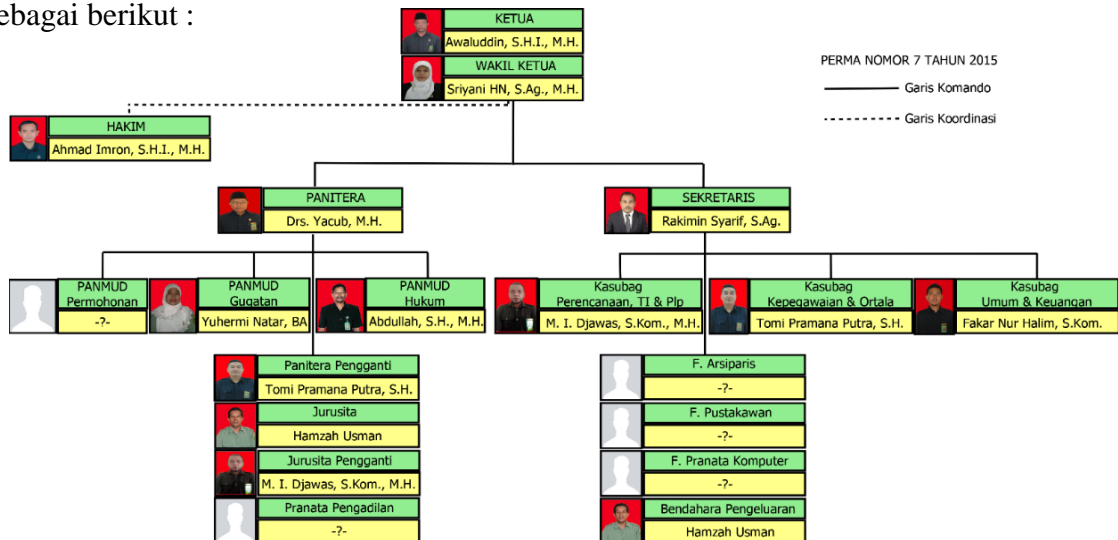 ebagai berikut :
KETUA
Awaluddin, S.H.I., M.H.
WAKIL KETUA
Sriyani HN, S.Ag., M.H.
PERMA NOMOR 7 TAHUN 2015
Garis Komando
Garis Koordinasi
HAKIM
Ahmad Imron, S.H.I., M.H.
PANITERA
Drs. Yacub, M.H.
SEKRETARIS
Rakimin Syarif, S.Ag.
PANMUD
Permohonan
-?-
PANMUD
Gugatan
Yuhermi Natar, BA
PANMUD
Hukum
Abdullah, S.H., M.H.
Kasubag
Perencanaan, TI & Plp
M. I. Djawas, S.Kom., M.H.
Kasubag
Kepegawaian & Ortala
Tomi Pramana Putra, S.H.
Kasubag
Umum & Keuangan
Fakar Nur Halim, S.Kom.
Panitera Pengganti
Tomi Pramana Putra, S.H.
Jurusita
Hamzah Usman
Jurusita Pengganti
M. I. Djawas, S.Kom., M.H.
Pranata Pengadilan
-?-
F. Arsiparis
-?-
F. Pustakawan
-?-
F. Pranata Komputer
-?-
Bendahara Pengeluaran
Hamzah Usman